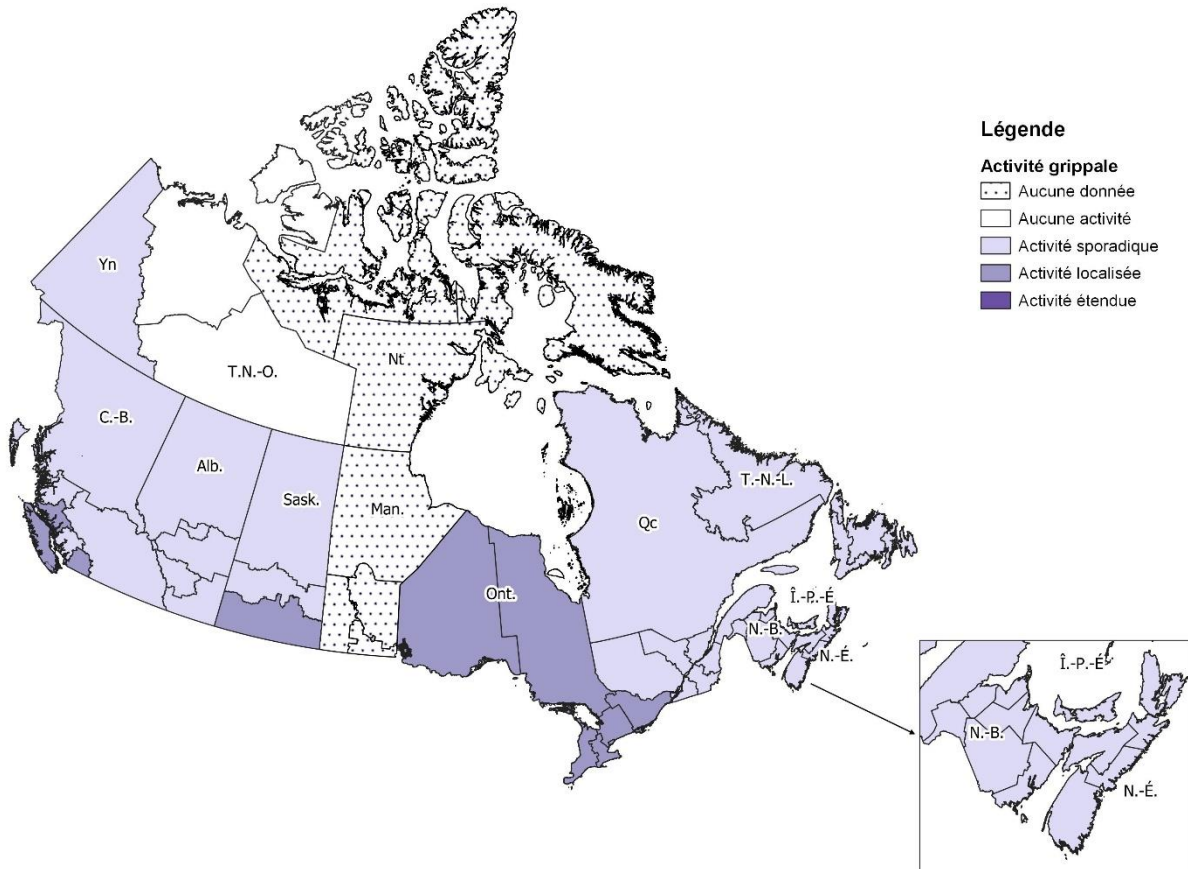 Légende
Activité grippale
Aucune donnée
Aucune activité
Activité sporadique
Activité localisée
Activité étendue
Yn
T.N.-O.
Nt
C.-B.
Alb.
Sask.
Man.
Ont.
Qc
T.-N.-L.
Î.-P.-É
N.-B.
N.-É.
Î.-P.-É
N.-B.
N.-É.